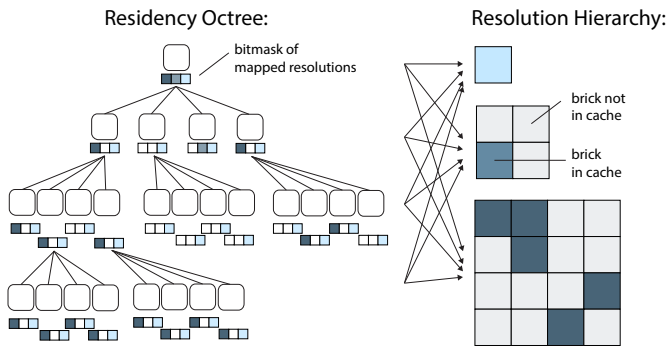 Residency Octree:
Resolution Hierarchy:
bitmask of
mapped resolutions
brick not
in cache
brick
in cache